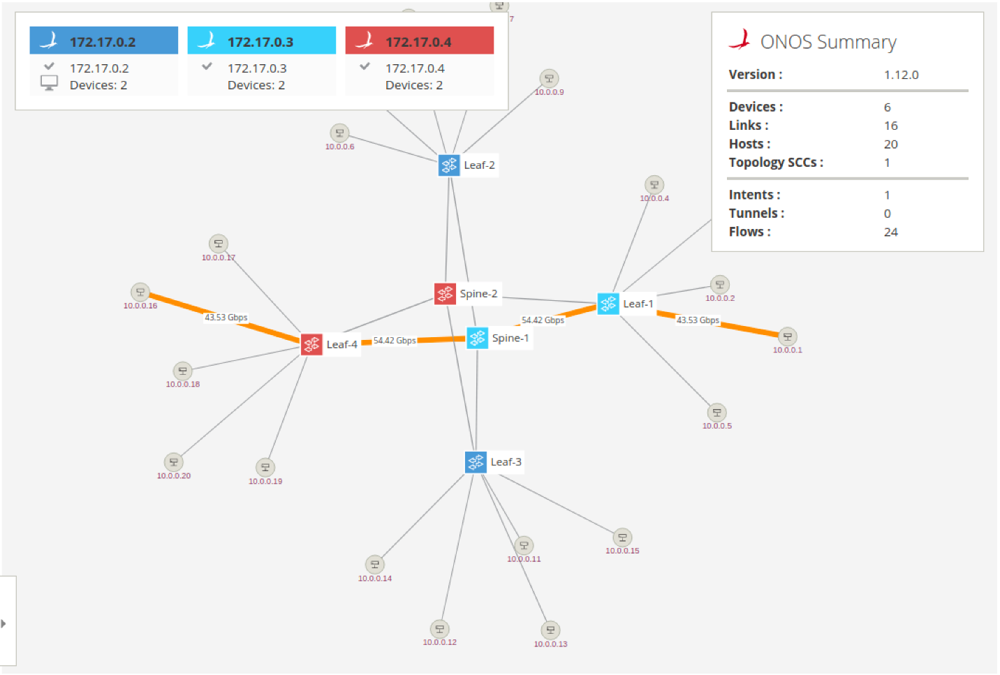 7
172.17.0.2
172.17.0.2
Devices: 2
172.17.0.3
172.17.0.3
Devices: 2
172.17.0.4
172.17.0.4
Devices: 2
ONOS Summary
Version : 1.12.0
Devices : 6
Links : 16
Hosts : 20
Topology SCCs : 1
Intents : 1
Tunnels : 0
Flows : 24
10.0.0.9
10.0.0.6
Leaf-2
10.0.0.4
10.0.0.17
10.0.0.16
43.53 Gbps
Spine-2
Leaf-1
10.0.0.2
54.42 Gbps
43.53 Gbps
10.0.0.1
Leaf-4
54.42 Gbps
Spine-1
10.0.0.18
10.0.0.5
Leaf-3
10.0.0.20
10.0.0.19
10.0.0.11
10.0.0.15
10.0.0.14
10.0.0.12
10.0.0.13